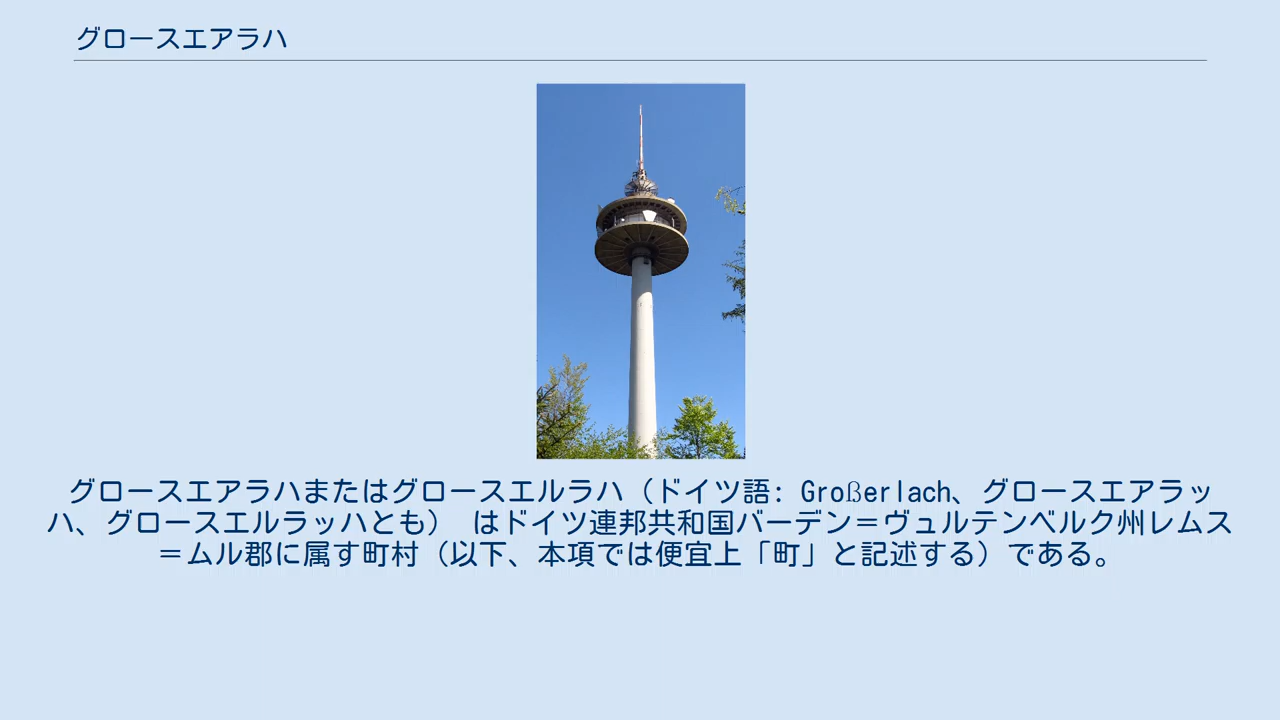 グロースエアラハ
グロースエアラハまたはグロースエルラハ（ドイツ語: Großerlach、グロースエアラッ
ハ、グロースエルラッハとも） はドイツ連邦共和国バーデン＝ヴュルテンベルク州レムス
＝ムル郡に属す町村（以下、本項では便宜上「町」と記述する）である。